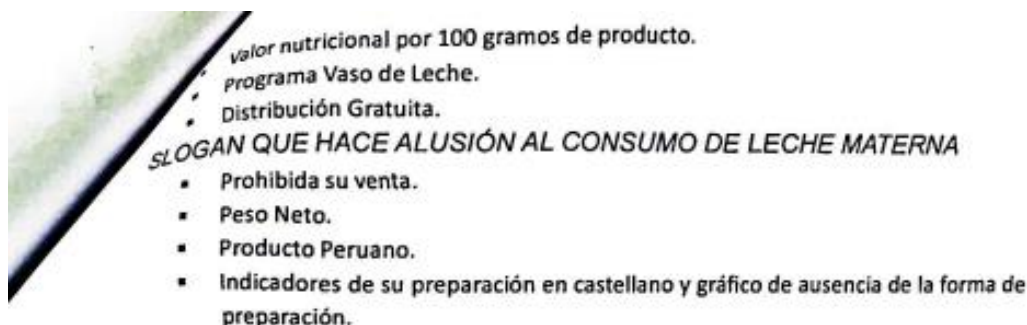 ▪ Valor nutricional por 100 gramos de producto.
▪ Programa Vaso de Leche.
▪ Distribución Gratuita.
SLOGAN QUE HACE ALUSIÓN AL CONSUMO DE LECHE MATERNA
▪ Prohibida su venta.
▪ Peso Neto.
▪ Producto Peruano.
▪ Indicadores de su preparación en castellano y gráfico de ausencia de la forma de
preparación.